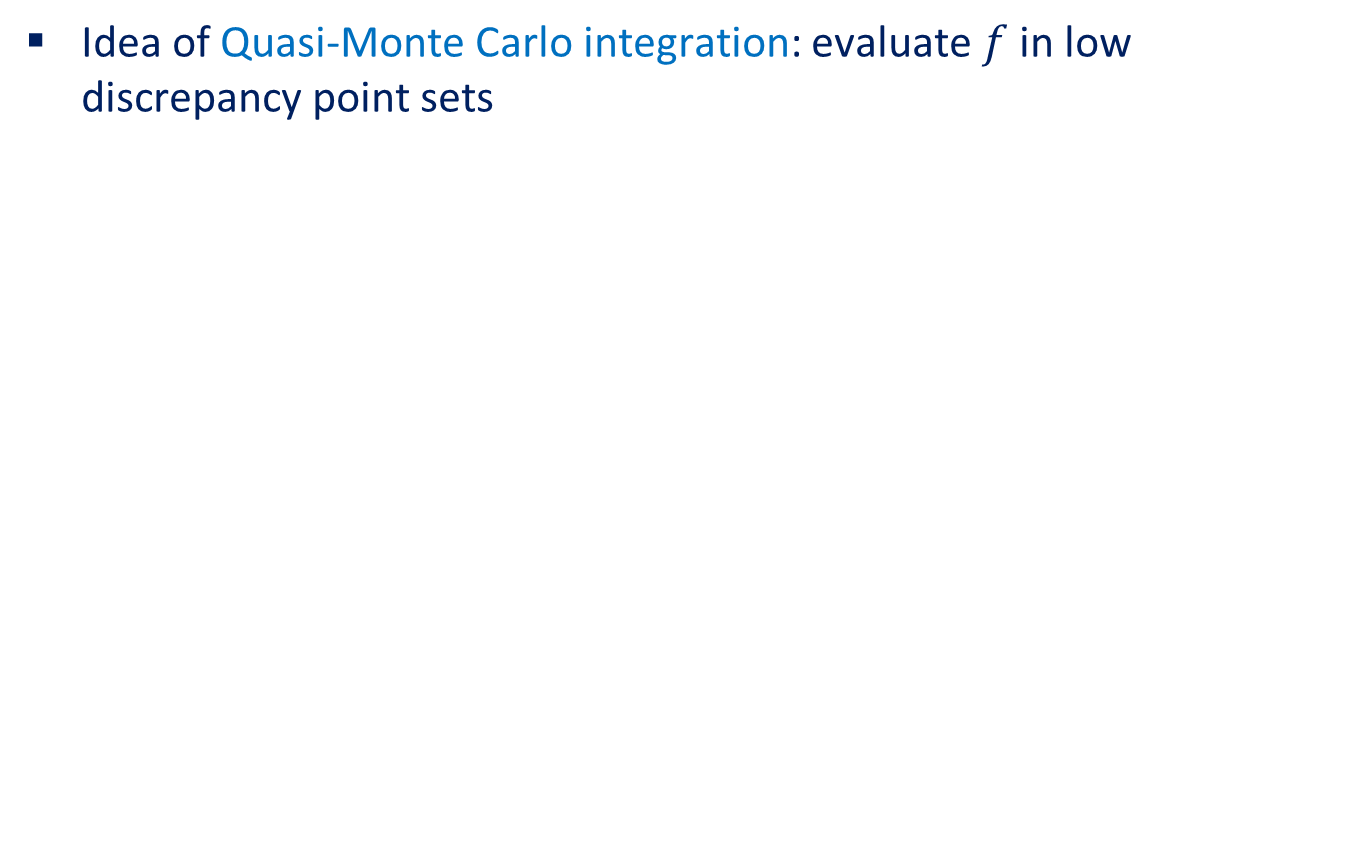 ▪ Idea of Quasi-Monte Carlo integration: evaluate f in low
discrepancy point sets